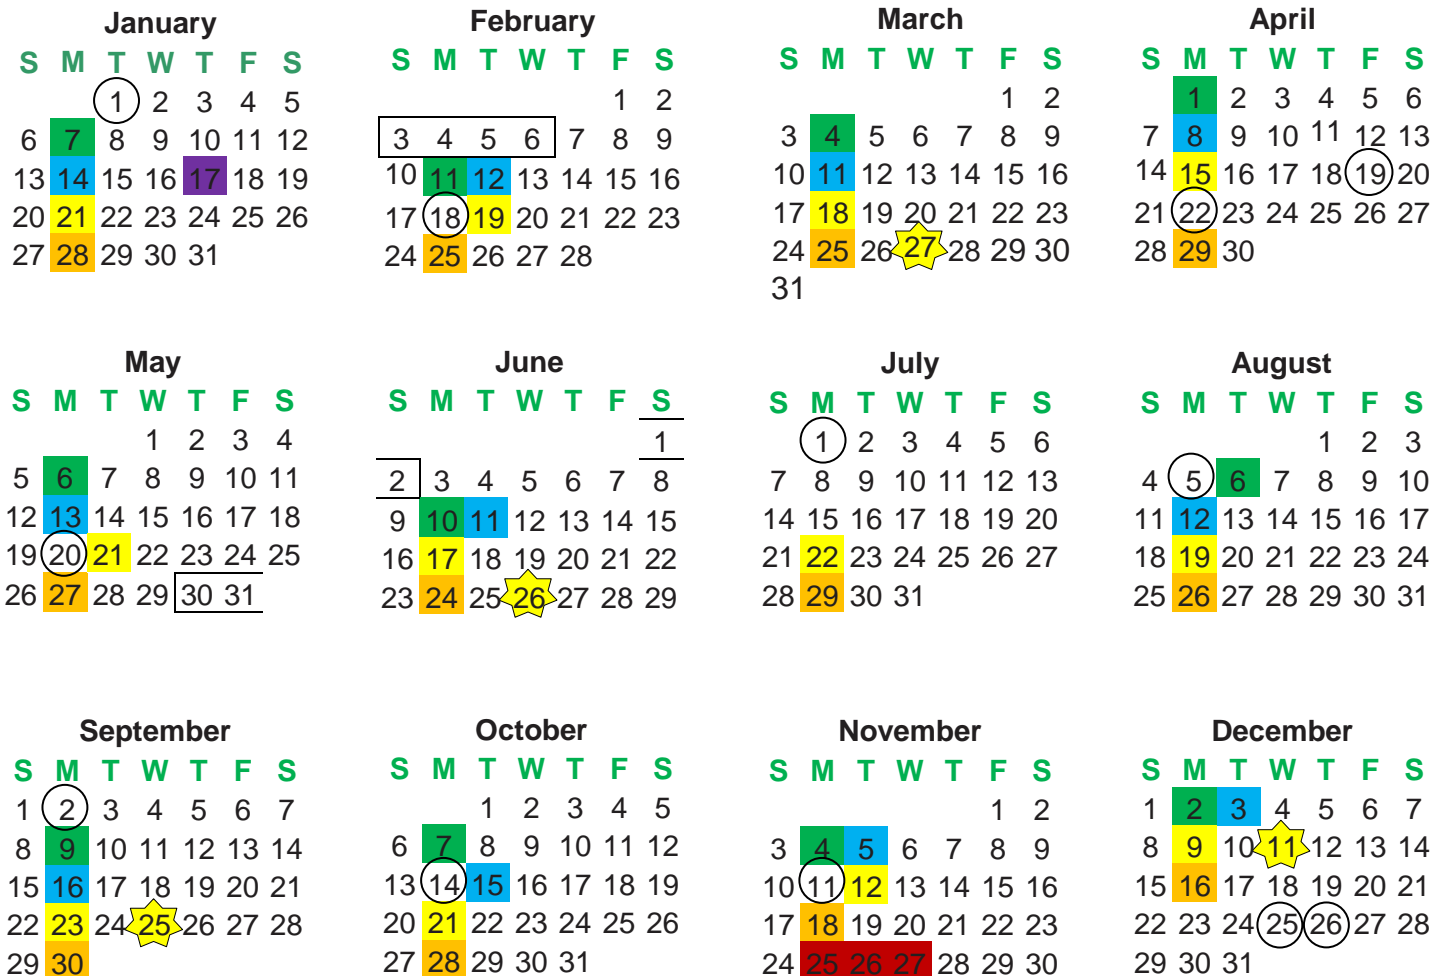 January
S M T W T F S
1 2 3 4 5
6 7 8 9 10 11 12
13 14 15 16 17 18 19
20 21 22 23 24 25 26
27 28 29 30 31
February
S M T W T F S
1 2
3 4 5 6 7 8 9
10 11 12 13 14 15 16
17 18 19 20 21 22 23
24 25 26 27 28
March
S M T W T F S
1 2
3 4 5 6 7 8 9
10 11 12 13 14 15 16
17 18 19 20 21 22 23
24 25 26 27 28 29 30
31
April
S M T W T F S
1 2 3 4 5 6
7 8 9 10 11 12 13
14 15 16 17 18 19 20
21 22 23 24 25 26 27
28 29 30
May
S M T W T F S
1 2 3 4
5 6 7 8 9 10 11
12 13 14 15 16 17 18
19 20 21 22 23 24 25
26 27 28 29 30 31
June
S M T W T F S
1
2 3 4 5 6 7 8
9 10 11 12 13 14 15
16 17 18 19 20 21 22
23 24 25 26 27 28 29
July
S M T W T F S
1 2 3 4 5 6
7 8 9 10 11 12 13
14 15 16 17 18 19 20
21 22 23 24 25 26 27
28 29 30 31
August
S M T W T F S
1 2 3
4 5 6 7 8 9 10
11 12 13 14 15 16 17
18 19 20 21 22 23 24
25 26 27 28 29 30 31
September
S M T W T F S
1 2 3 4 5 6 7
8 9 10 11 12 13 14
15 16 17 18 19 20 21
22 23 24 25 26 27 28
29 30
October
S M T W T F S
1 2 3 4 5
6 7 8 9 10 11 12
13 14 15 16 17 18 19
20 21 22 23 24 25 26
27 28 29 30 31
November
S M T W T F S
1 2
3 4 5 6 7 8 9
10 11 12 13 14 15 16
17 18 19 20 21 22 23
24 25 26 27 28 29 30
December
S M T W T F S
1 2 3 4 5 6 7
8 9 10 11 12 13 14
15 16 17 18 19 20 21
22 23 24 25 26 27 28
29 30 31